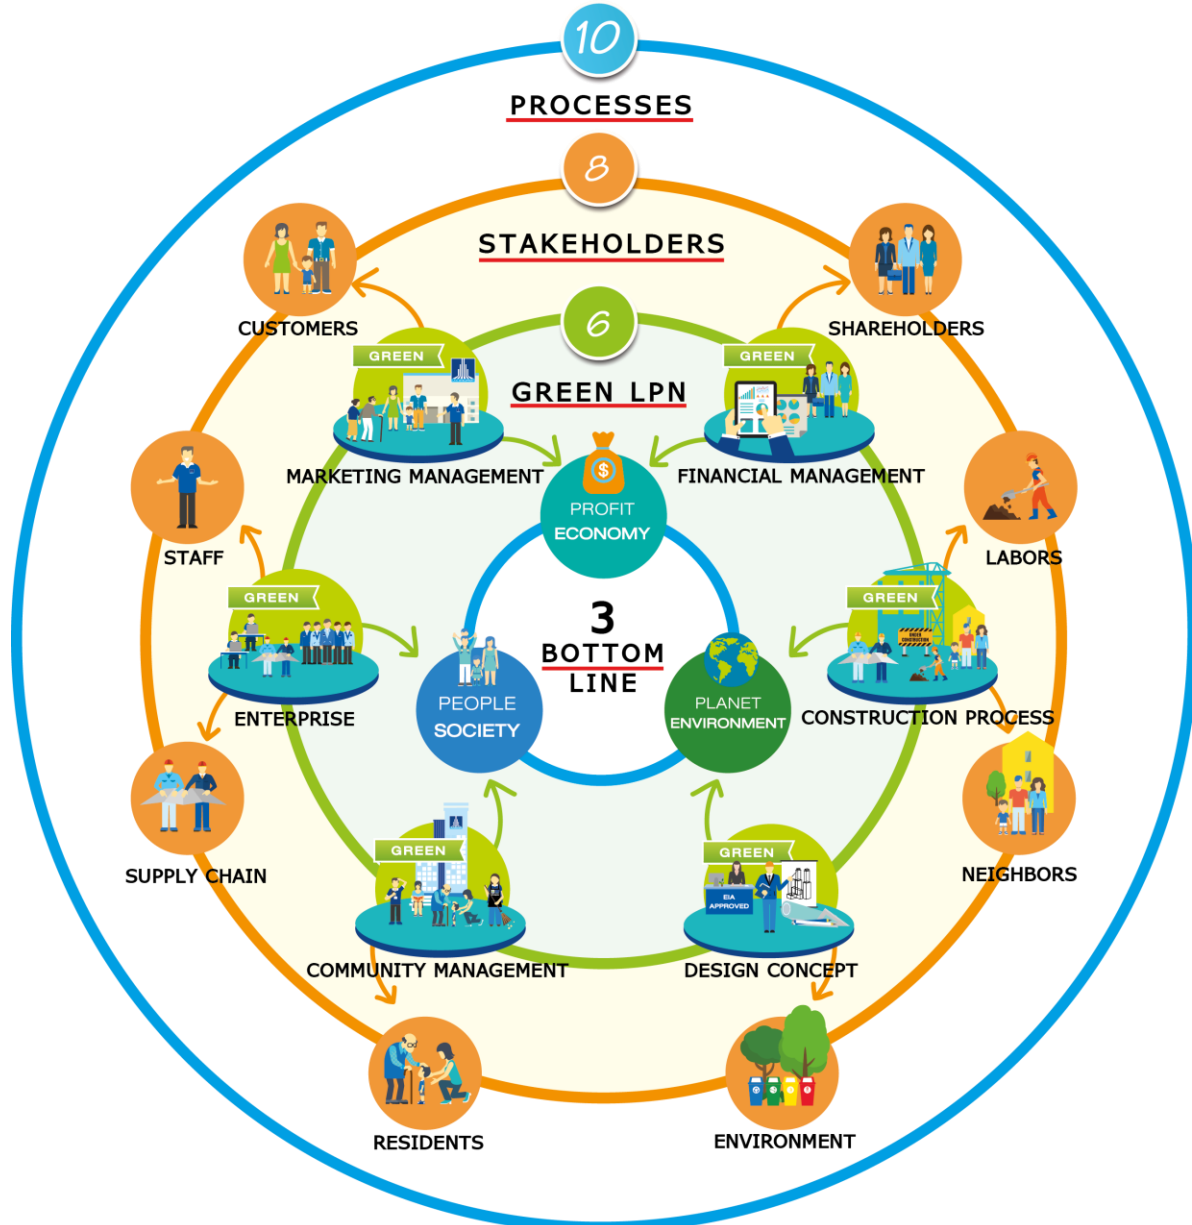 10
PROCESSES
8
STAKEHOLDERS
CUSTOMERS
SHAREHOLDERS
6
GREEN LPN
GREEN
MARKETING MANAGEMENT
GREEN
FINANCIAL MANAGEMENT
$
PROFIT
ECONOMY
STAFF
LABORS
GREEN
ENTERPRISE
GREEN
UNDER
CONSTRUCTION
CONSTRUCTION PROCESS
3
BOTTOM
LINE
PEOPLE
SOCIETY
PLANET
ENVIRONMENT
SUPPLY CHAIN
NEIGHBORS
GREEN
COMMUNITY MANAGEMENT
GREEN
EIA
APPROVED
DESIGN CONCEPT
RESIDENTS
ENVIRONMENT